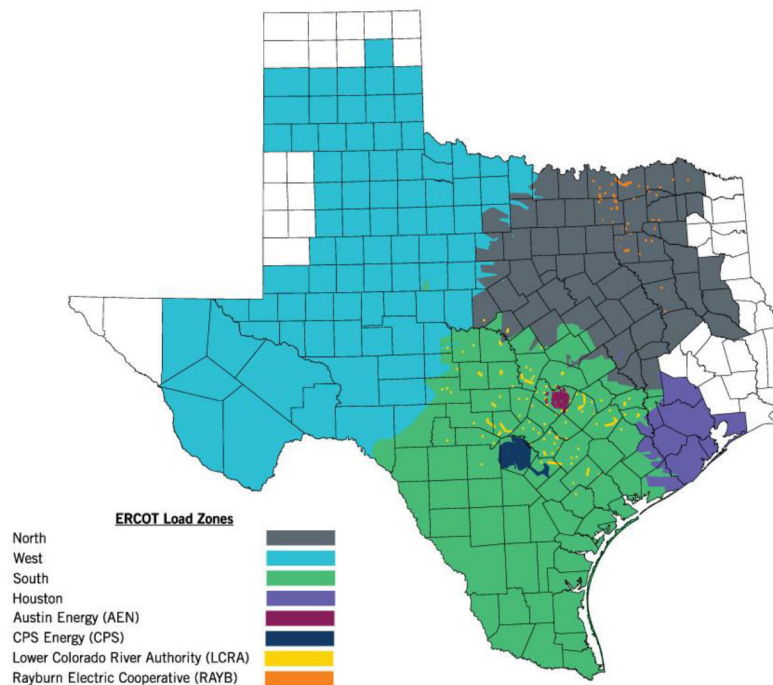 ERCOT Load Zones
North
West
South
Houston
Austin Energy (AEN)
CPS Energy (CPS)
Lower Colorado River Authority (LCRA)
Rayburn Electric Cooperative (RAYB)